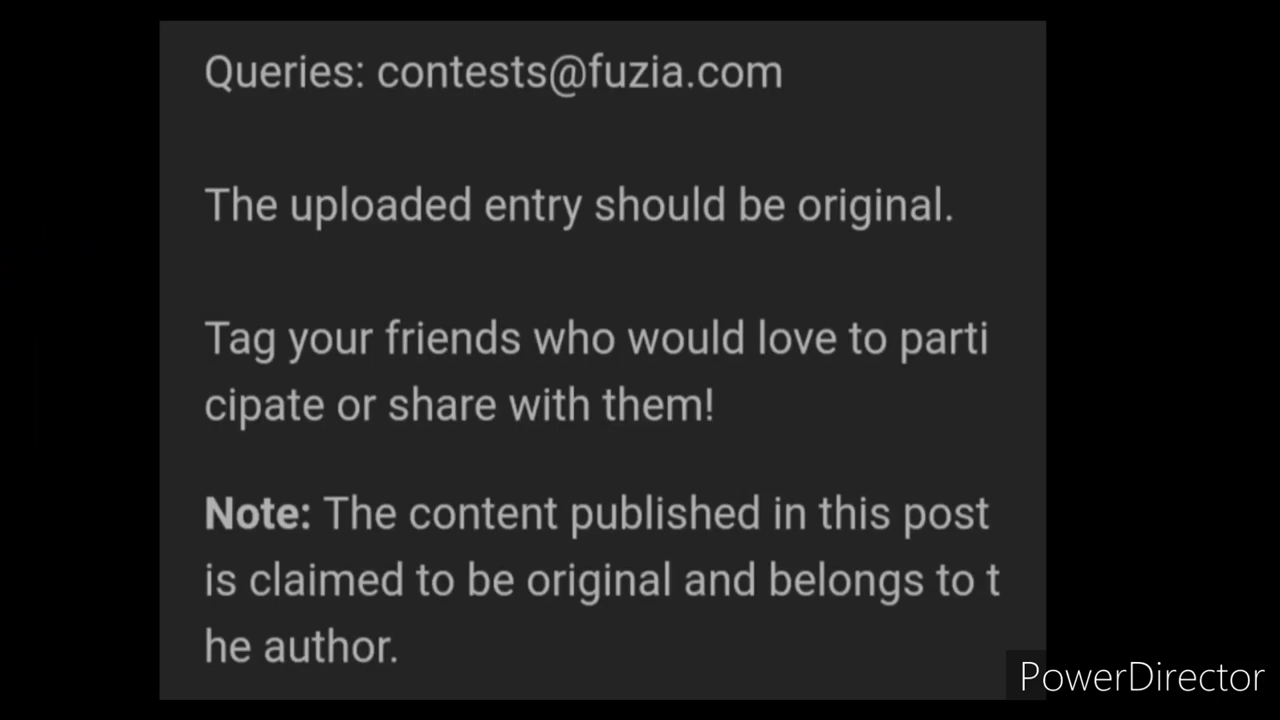 Queries: contests@fuzia.com
The uploaded entry should be original.
Tag your friends who would love to parti
cipate or share with them!
Note: The content published in this post
is claimed to be original and belongs to t
he author.
PowerDirector